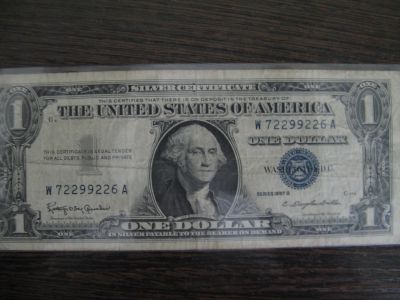 SILVER CERTIFICATE
THIS CERTIFIES THAT THERE IS ON DEPOSIT IN THE TREASURY OF
THE UNITED STATES OF AMERICA
1
1
W 72299226 A
THIS CERTIFICATE IS LEGAL TENDER
FOR ALL DEBTS, PUBLIC AND PRIVATE
ONE DOLLAR
WASHINGTON, D.C.
W 72299226 A
SERIES 1957 B
1
1
ONE DOLLAR
IN SILVER PAYABLE TO THE BEARER ON DEMAND